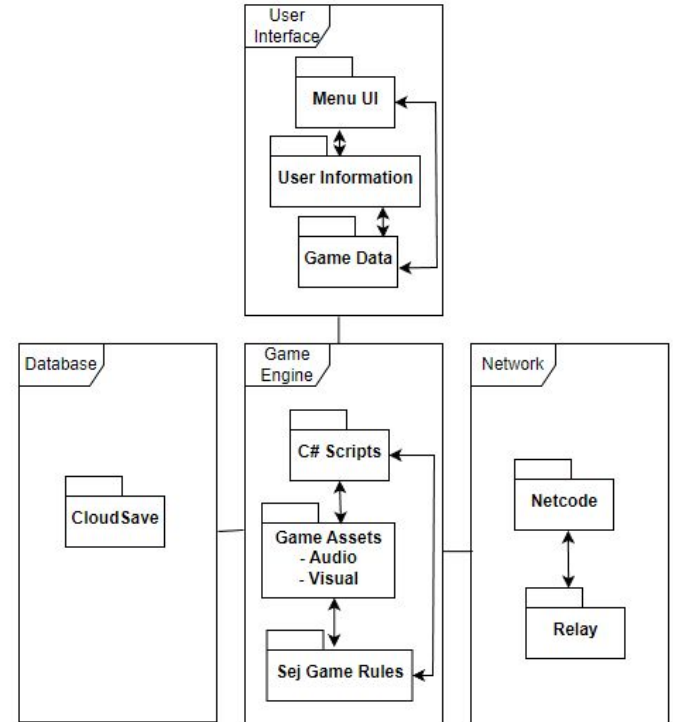 User
Interface
Menu UI
User Information
Game Data
Database
CloudSave
Game
Engine
C# Scripts
Game Assets
- Audio
- Visual
Sej Game Rules
Network
Netcode
Relay